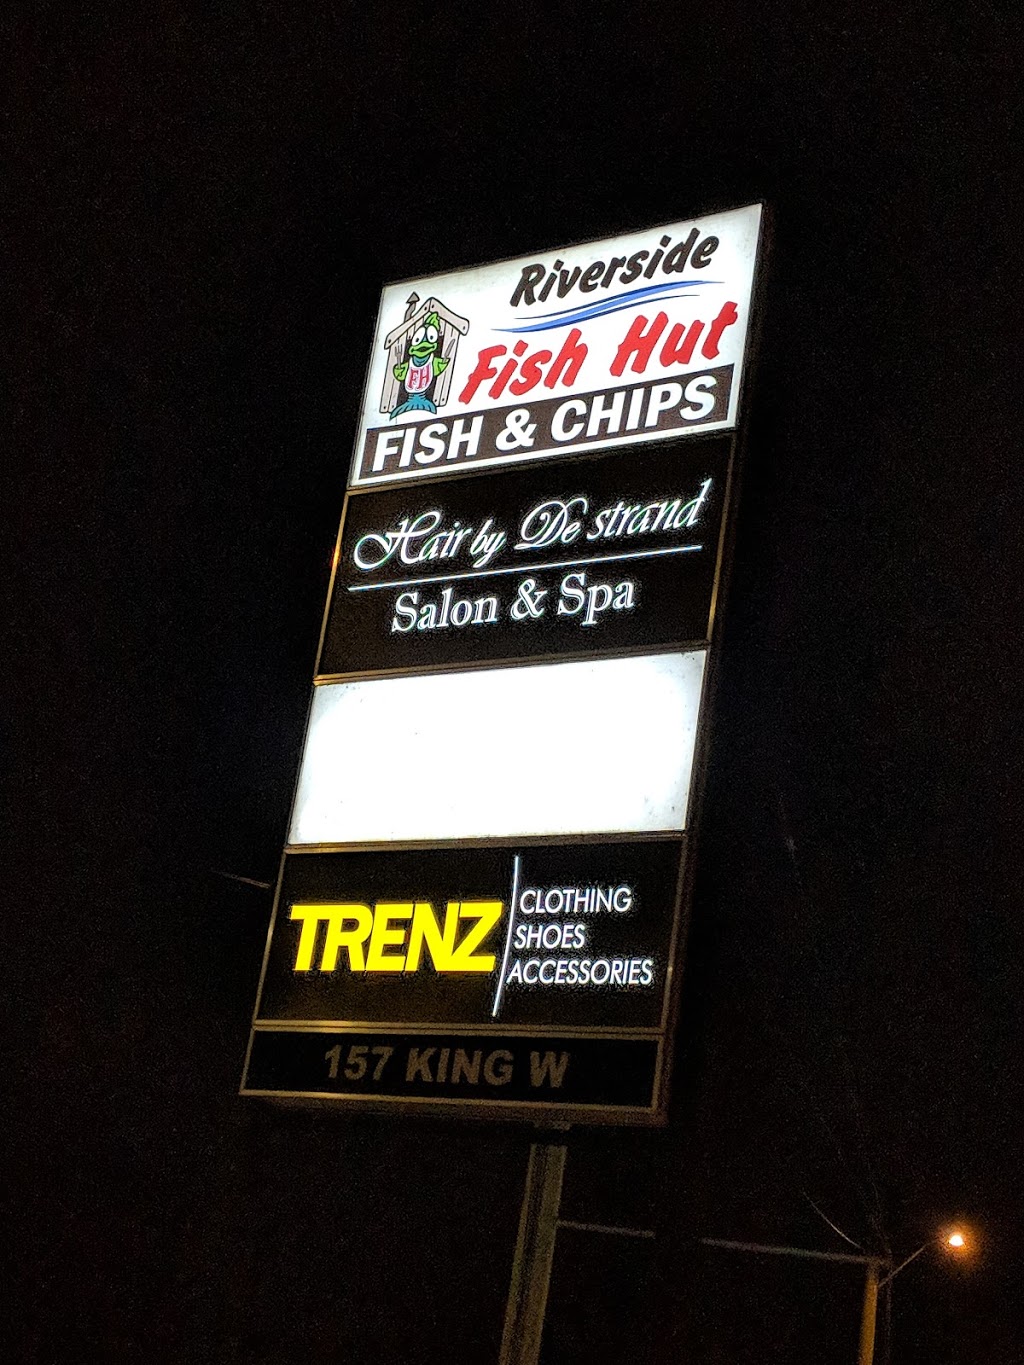 Riverside
Fish Hut
FH
FISH & CHIPS
Hair by De strand
Salon & Spa
TRENZ
CLOTHING
SHOES
ACCESSORIES
157 KING W